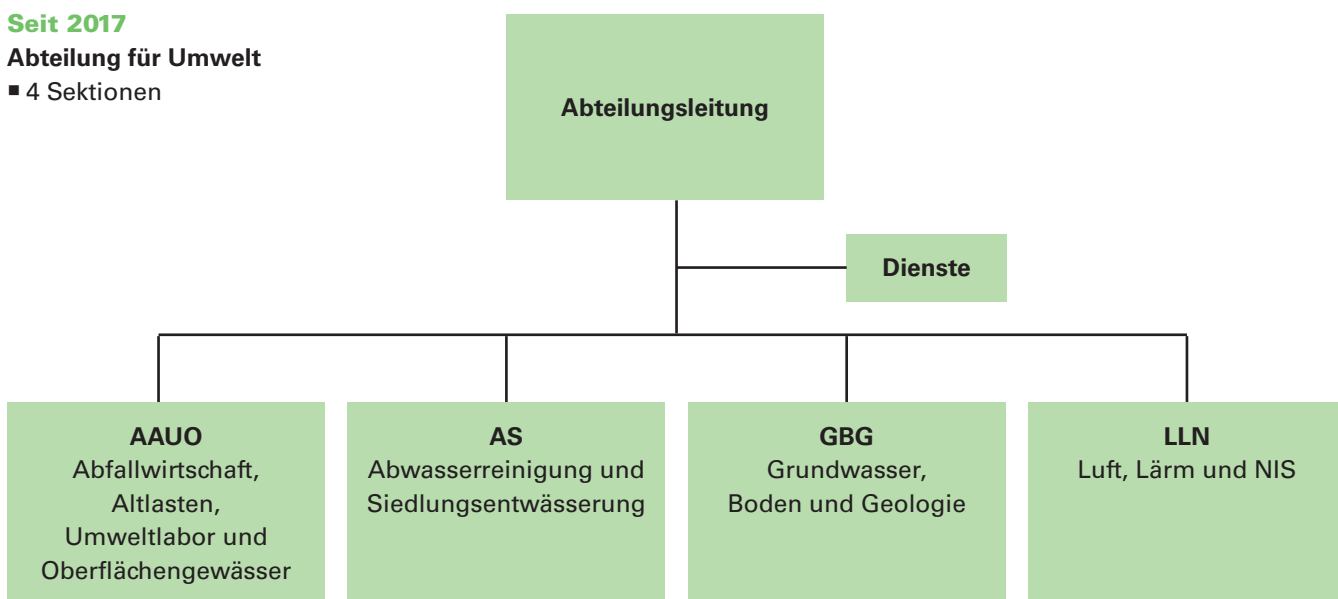 Seit 2017
Abteilung für Umwelt
▪ 4 Sektionen
Abteilungsleitung
Dienste
AAUO
Abfallwirtschaft,
Altlasten,
Umweltlabor und
Oberflächengewässer
AS
Abwasserreinigung und
Siedlungsentwässerung
GBG
Grundwasser,
Boden und Geologie
LLN
Luft, Lärm und NIS